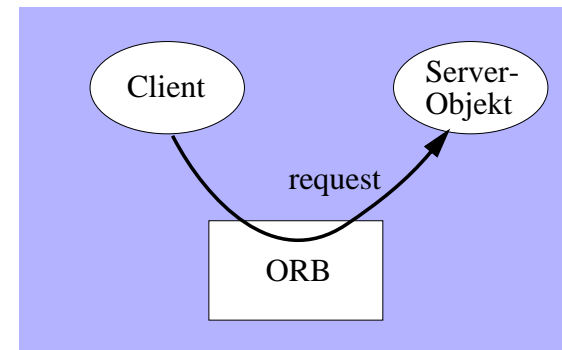 Client
Server-
Objekt
request
ORB